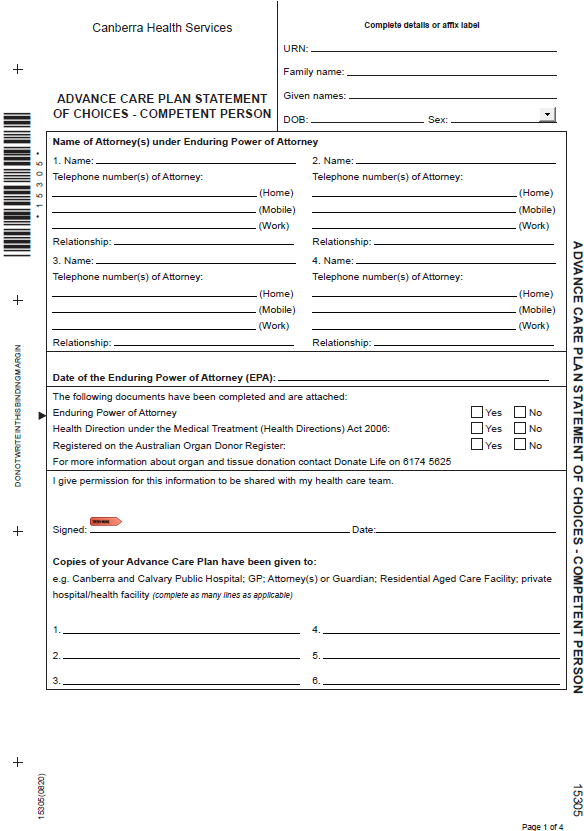 Canberra Health Services
ADVANCE CARE PLAN STATEMENT
OF CHOICES - COMPETENT PERSON
Complete details or affix label
URN:
Family name:
Given names:
DOB: Sex:
Name of Attorney(s) under Enduring Power of Attorney
1. Name: 2. Name:
Telephone number(s) of Attorney: Telephone number(s) of Attorney:
(Home) (Home)
(Mobile) (Mobile)
(Work) (Work)
Relationship: Relationship:
3. Name: 4. Name:
Telephone number(s) of Attorney: Telephone number(s) of Attorney:
(Home) (Home)
(Mobile) (Mobile)
(Work) (Work)
Relationship: Relationship:
Date of the Enduring Power of Attorney (EPA):
The following documents have been completed and are attached:
Enduring Power of Attorney Yes No
Health Direction under the Medical Treatment (Health Directions) Act 2006: Yes No
Registered on the Australian Organ Donor Register: Yes No
For more information about organ and tissue donation contact Donate Life on 6174 5625
I give permission for this information to be shared with my health care team.
Signed: Date:
Copies of your Advance Care Plan have been given to:
e.g. Canberra and Calvary Public Hospital; GP; Attorney(s) or Guardian; Residential Aged Care Facility; private
hospital/health facility (complete as many lines as applicable)
1. 4.
2. 5.
3. 6.
Page 1 of 4
* 1 5 3 0 5 *
DO NOT WRITE IN THIS BINDING MARGIN
15305(0820)
ADVANCE CARE PLAN STATEMENT OF CHOICES - COMPETENT PERSON
15305